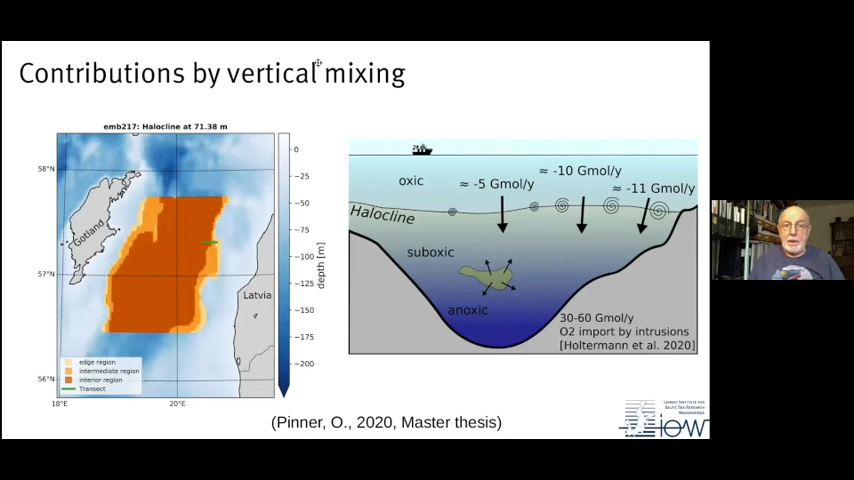 Contributions by vertical mixing
emb217: Halocline at 71.38 m
58°N
57°N
56°N
18°E
20°E
Gotland
Latvia
edge region
intermediate region
interior region
Transect
0
−25
−50
−75
−100
−125
−150
−175
−200
depth [m]
oxic
≈ -5 Gmol/y
≈ -10 Gmol/y
≈ -11 Gmol/y
Halocline
suboxic
anoxic
30-60 Gmol/y
O2 import by intrusions
[Holtermann et al. 2020]
(Pinner, O., 2020, Master thesis)
LEIBNIZ INSTITUTE FOR
BALTIC SEA RESEARCH
WARNEMÜNDE
IOW